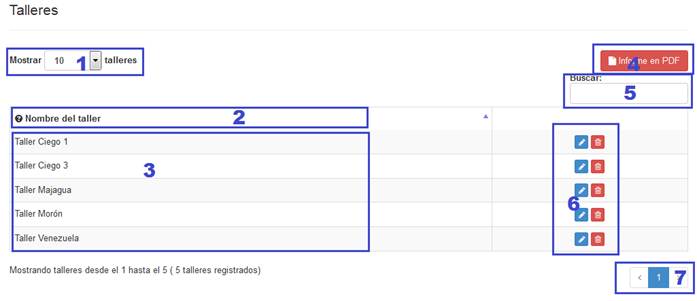 Talleres
Mostrar 10 talleres
1
Informe en PDF
4
Buscar:
5
Nombre del taller
2
Taller Ciego 1
Taller Ciego 3
3
Taller Majagua
Taller Morón
6
Taller Venezuela
Mostrando talleres desde el 1 hasta el 5 ( 5 talleres registrados)
< 1
7